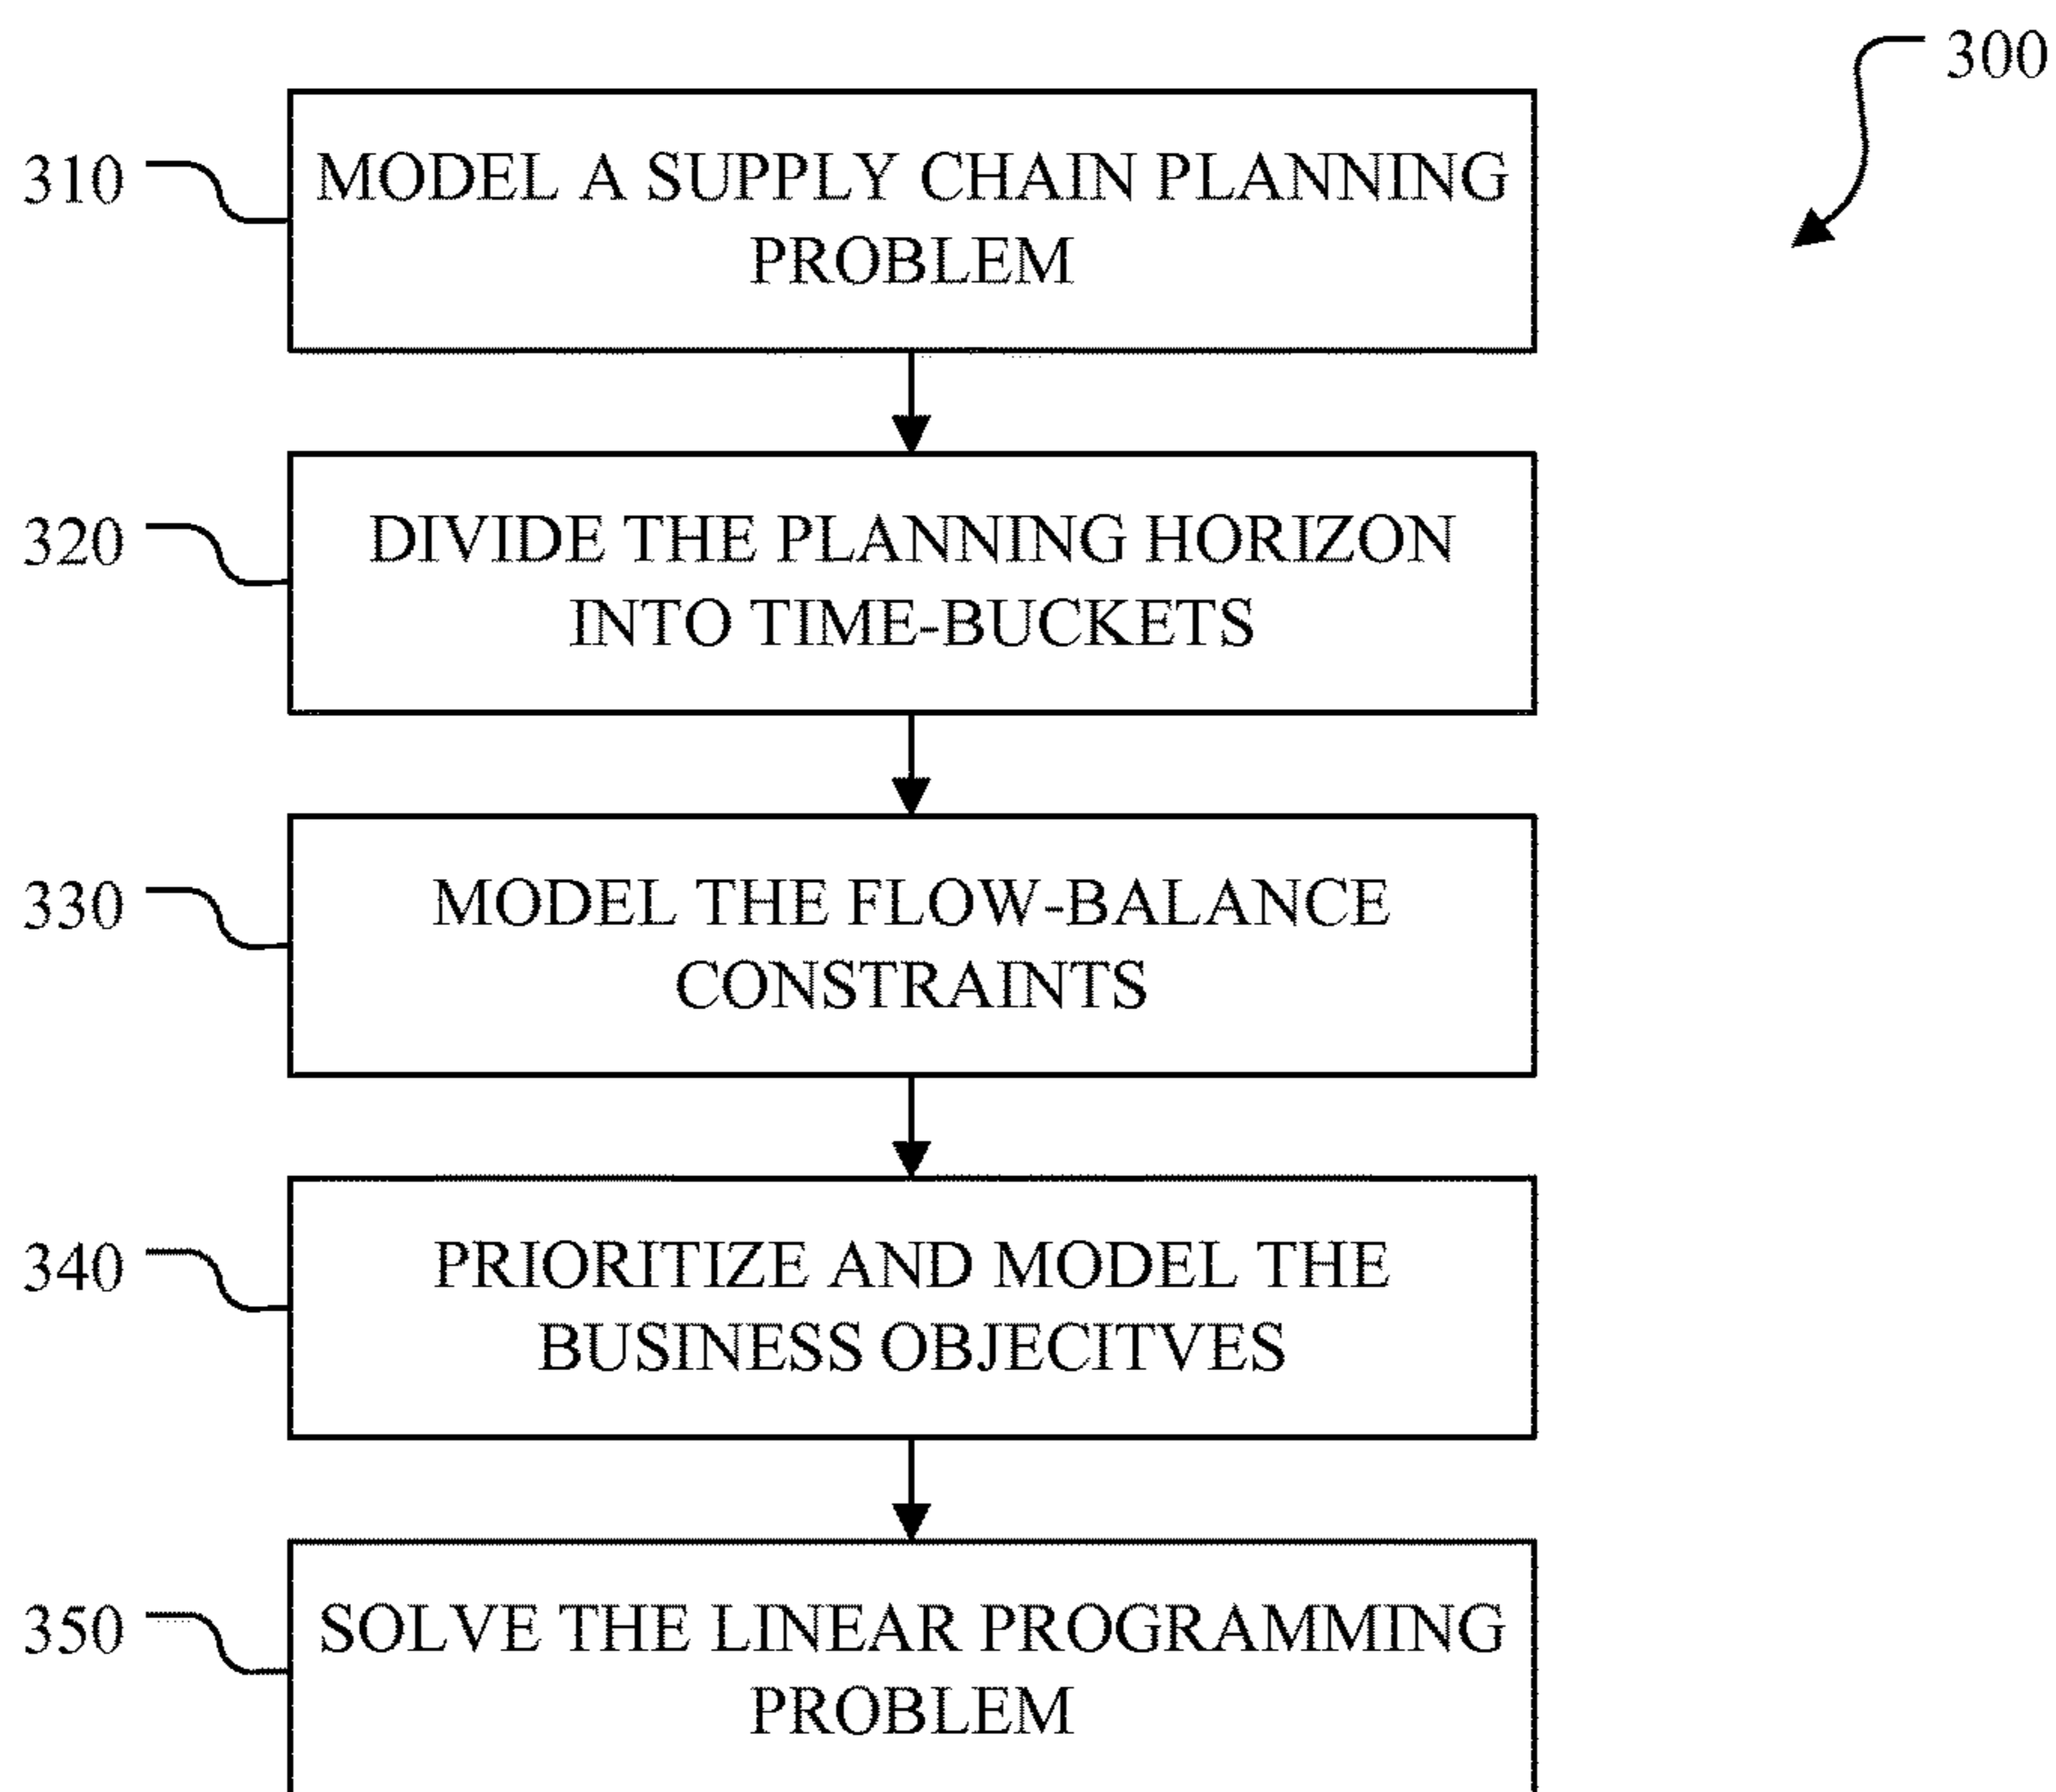 300
310
MODEL A SUPPLY CHAIN PLANNING
PROBLEM
320
DIVIDE THE PLANNING HORIZON
INTO TIME-BUCKETS
330
MODEL THE FLOW-BALANCE
CONSTRAINTS
340
PRIORITIZE AND MODEL THE
BUSINESS OBJECITVES
350
SOLVE THE LINEAR PROGRAMMING
PROBLEM